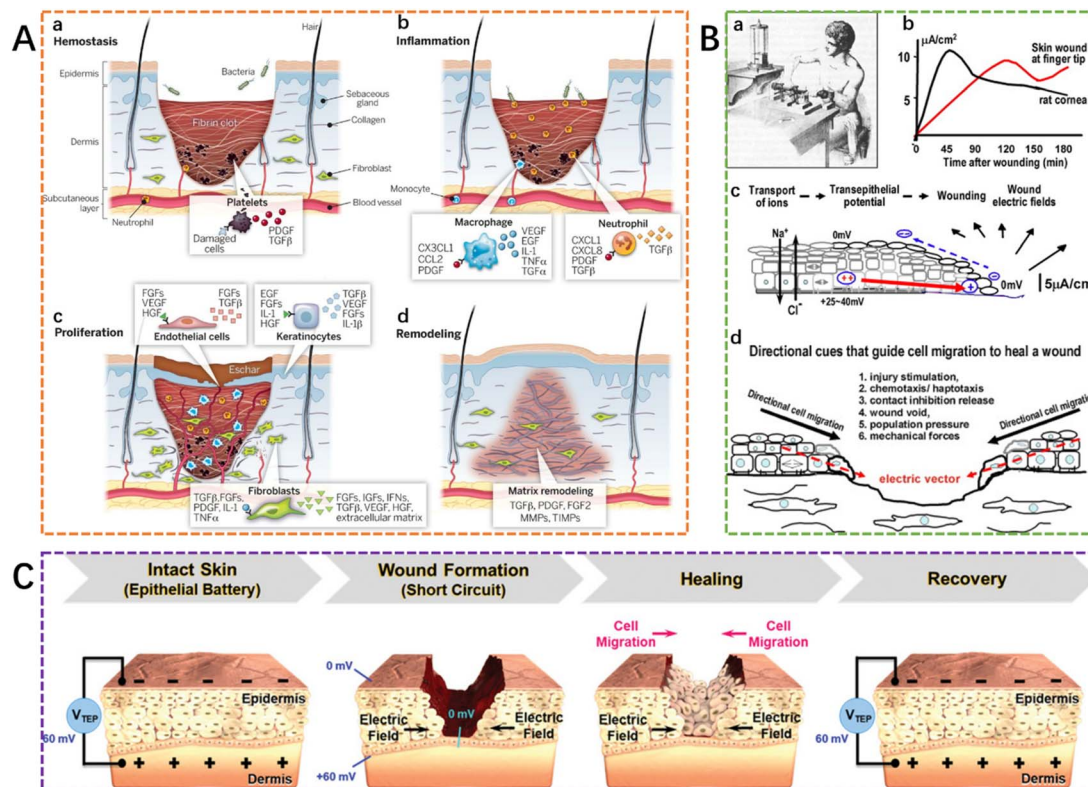 A
a
Hemostasis
Hair
Bacteria
Epidermis
Sebaceous
gland
Fibrin clot
Collagen
Dermis
Fibroblast
Subcutaneous
layer
Blood vessel
Neutrophil
Platelets
Damaged
cells
PDGF
TGFβ
b
Inflammation
Monocyte
Macrophage
CX3CL1
CCL2
PDGF
VEGF
EGF
IL-1
TNFα
TGFα
Neutrophil
CXCL1
CXCL8
PDGF
TGFβ
TGFβ
c
Proliferation
FGFs
VEGF
HGF
FGFs
TGFβ
Endothelial cells
EGF
FGFs
IL-1
HGF
TGFβ
VEGF
FGFs
IL-1β
Keratinocytes
Eschar
Fibroblasts
TGFβ,FGFs,
PDGF, IL-1
TNFα
FGFs, IGFs, IFNs,
TGFβ, VEGF, HGF,
extracellular matrix
d
Remodeling
Matrix remodeling
TGFβ, PDGF, FGF2
MMPs, TIMPs
B
a
b
μA/cm²
10
5
Skin wound
at finger tip
rat cornea
0 45 90 120 150 180
Time after wounding (min)
c
Transport
of ions
Transepithelial
potential
Wounding
Wound
electric fields
Na⁺
0mV
+25~40mV
Cl⁻
0mV
5μA/cm
d
Directional cues that guide cell migration to heal a wound
1. injury stimulation,
2. chemotaxis/ haptotaxis
3. contact inhibition release
4. wound void,
5. population pressure
6. mechanical forces
Directional cell migration
Directional cell migration
electric vector
C
Intact Skin
(Epithelial Battery)
Wound Formation
(Short Circuit)
Healing
Recovery
V_TEP
60 mV
Epidermis
Dermis
0 mV
0 mV
Electric
Field
Electric
Field
+60 mV
Cell
Migration
Cell
Migration
Electric
Field
Electric
Field
V_TEP
60 mV
Epidermis
Dermis